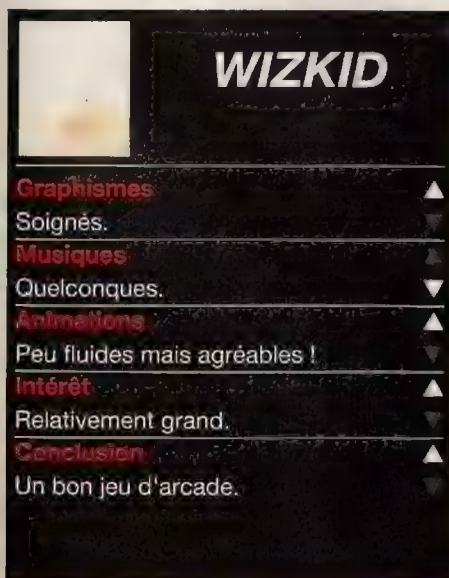 WIZKID
Graphismes
Soignés.
Musiques
Quelconques.
Animations
Peu fluides mais agréables !
Intérêt
Relativement grand.
Conclusion
Un bon jeu d'arcade.